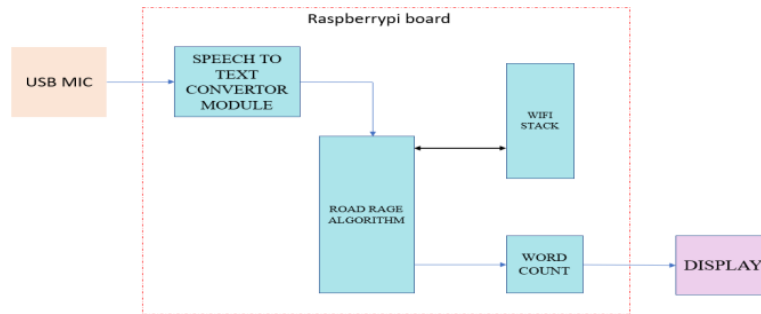 Raspberrypi board
USB MIC
SPEECH TO
TEXT
CONVERTOR
MODULE
WIFI
STACK
ROAD RAGE
ALGORITHM
WORD
COUNT
DISPLAY